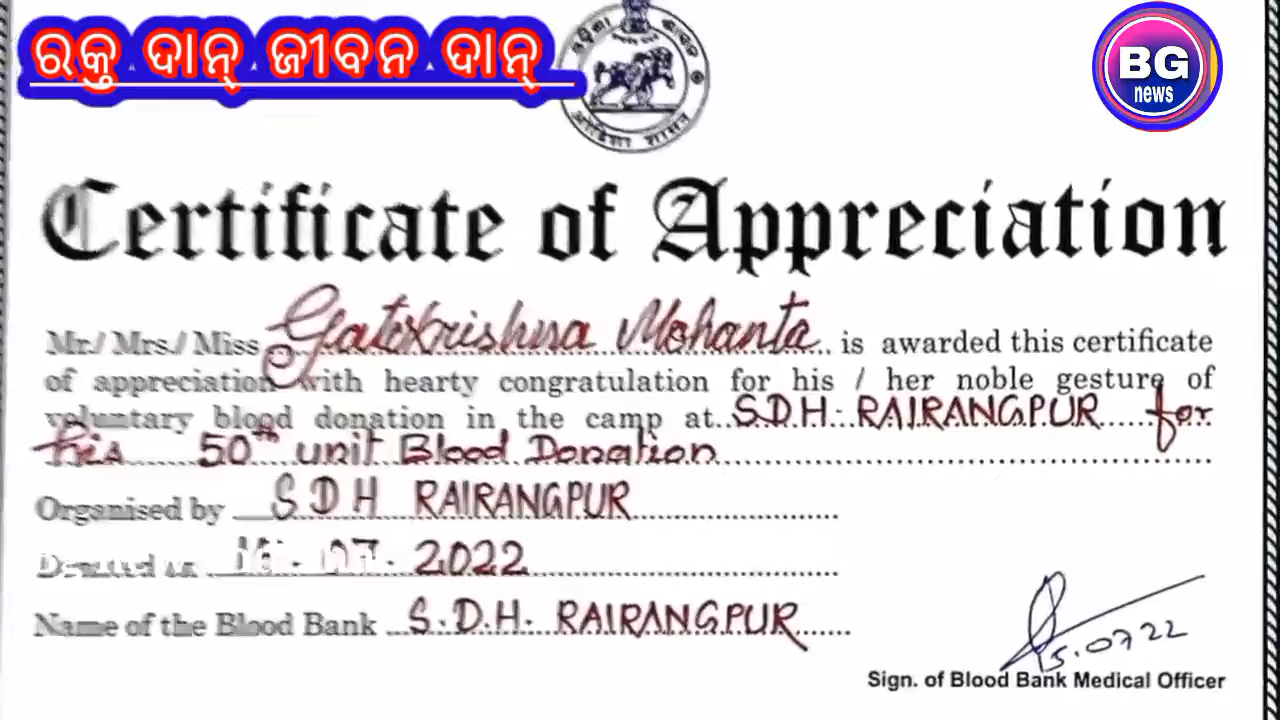 ରକ୍ତ ଦାନ୍ ଜୀବନ ଦାନ୍
BG
news
Certificate of Appreciation
Mr./ Mrs./ Miss Gatikrishna Mohanta is awarded this certificate
of appreciation with hearty congratulation for his / her noble gesture of
voluntary blood donation in the camp at S.D.H. RAIRANGPUR for
his 50th unit Blood Donation
Organised by S D H RAIRANGPUR
07. 2022
Name of the Blood Bank S.D.H. RAIRANGPUR
5.0722
Sign. of Blood Bank Medical Officer